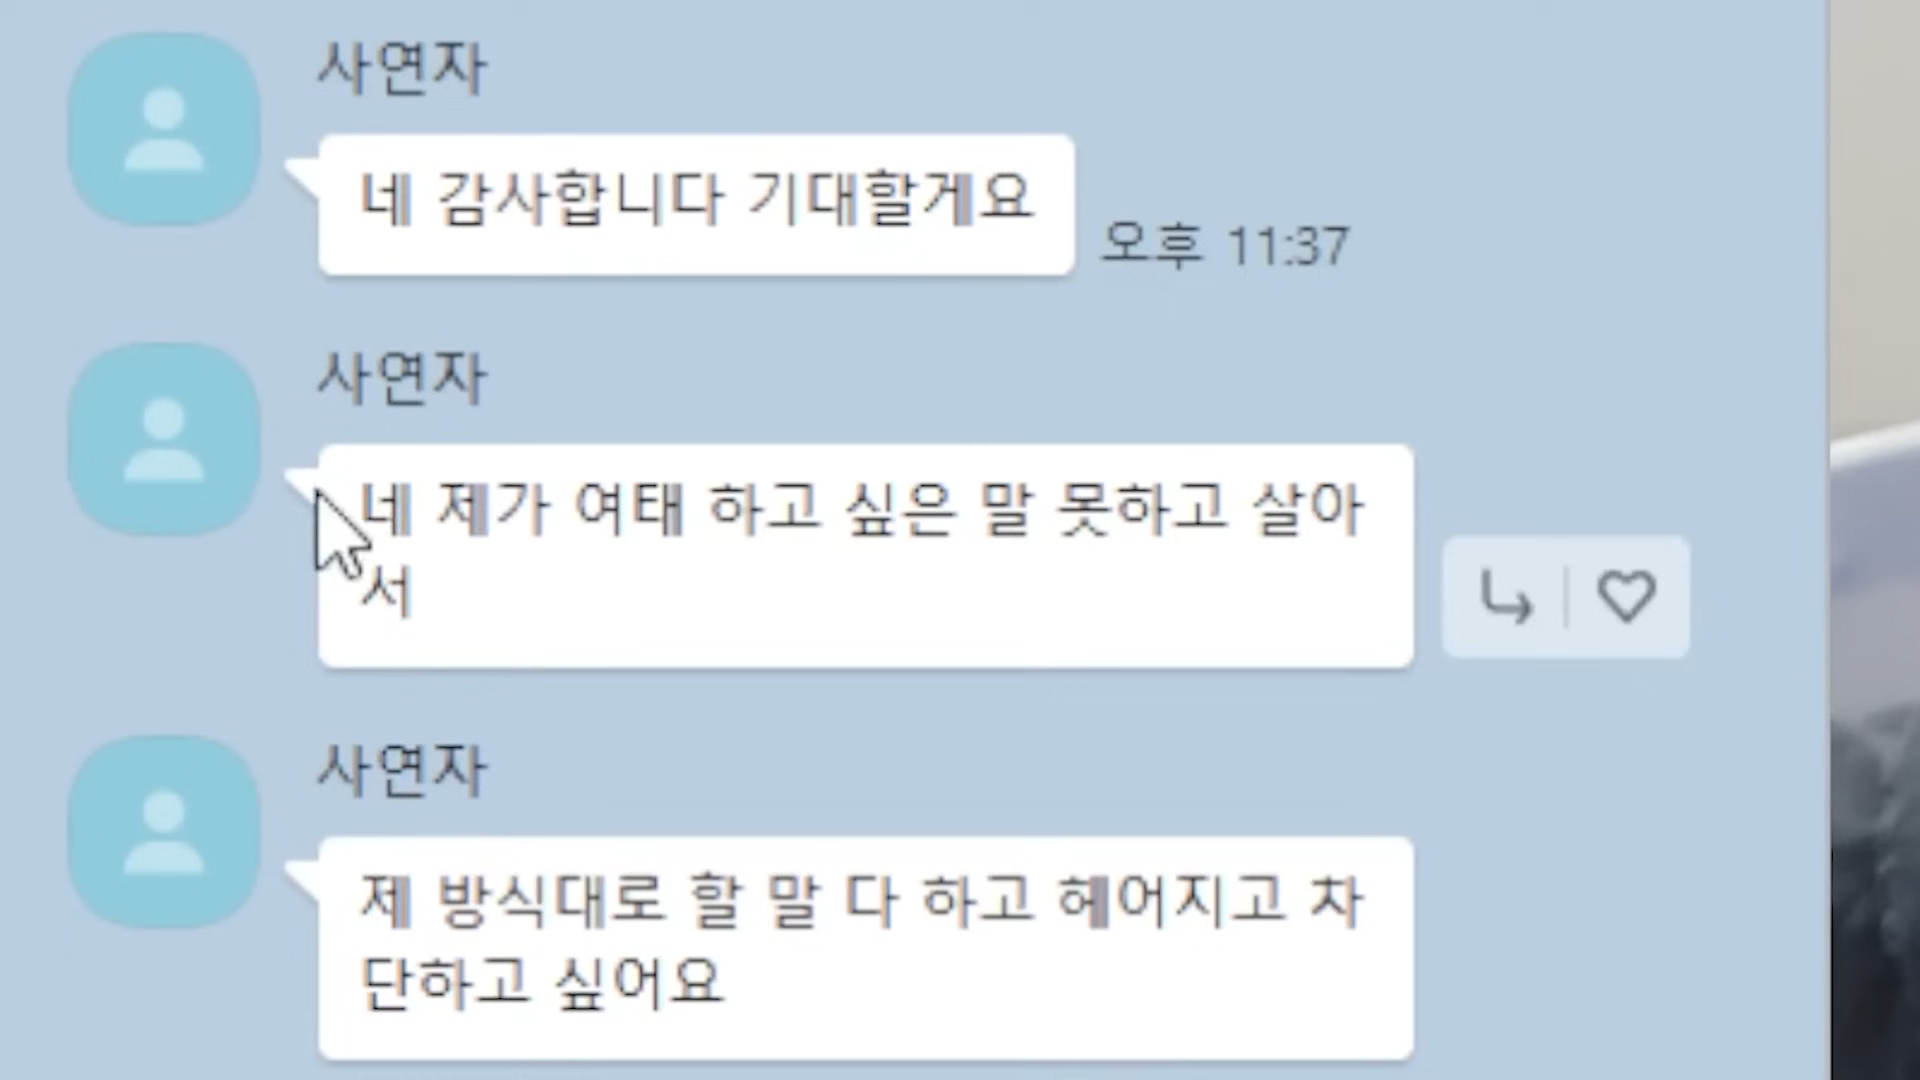 사연자
네 감사합니다 기대할게요
오후 11:37
사연자
네 제가 여태 하고 싶은 말 못하고 살아
서
사연자
제 방식대로 할 말 다 하고 헤어지고 차
단하고 싶어요